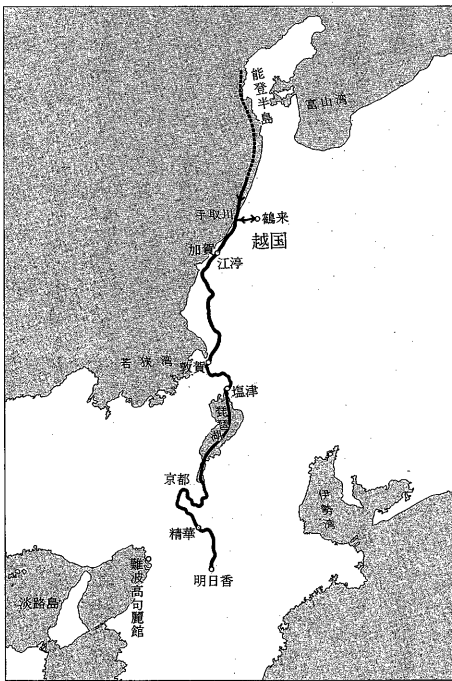 能登半島
富山湾
手取川
鶴来
越国
加賀
江渟
若狭湾
敦賀
塩津
琵琶湖
京都
伊勢湾
精華
難波高句麗館
明日香
淡路島